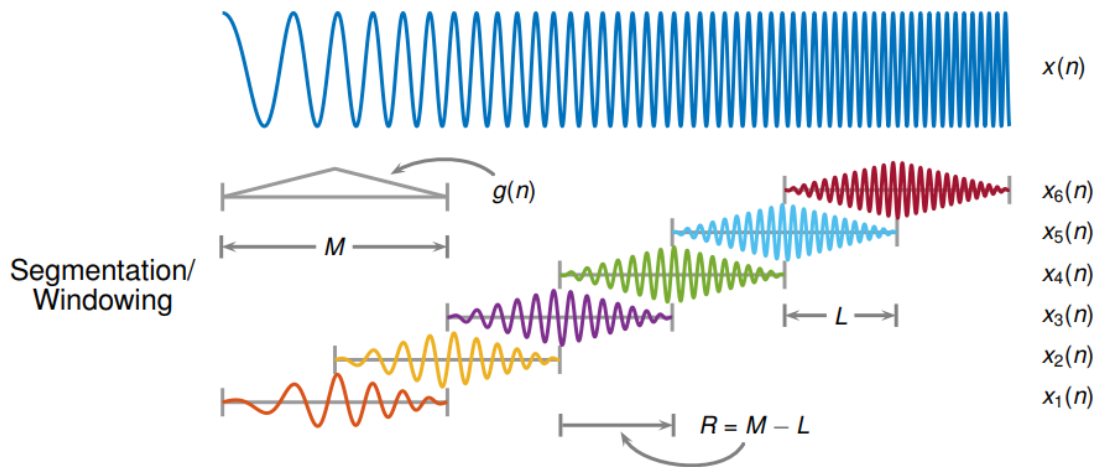 x(n)
g(n)
x₆(n)
x₅(n)
M
Segmentation/
Windowing
x₄(n)
L
x₃(n)
x₂(n)
x₁(n)
R = M − L